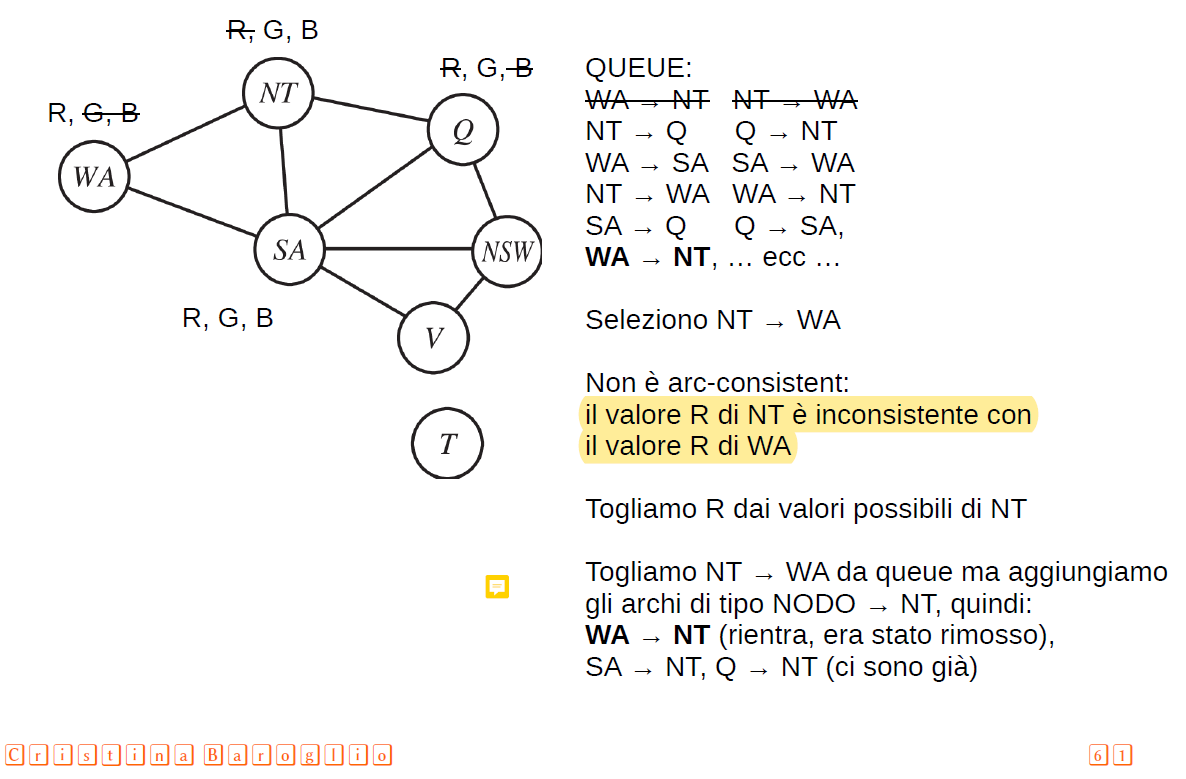 R, G, B
NT
R, G, B
Q
R, G, B
WA
SA
NSW
R, G, B
V
T
QUEUE:
WA → NT NT → WA
NT → Q Q → NT
WA → SA SA → WA
NT → WA WA → NT
SA → Q Q → SA,
WA → NT, … ecc …
Seleziono NT → WA
Non è arc-consistent:
il valore R di NT è inconsistente con
il valore R di WA
Togliamo R dai valori possibili di NT
Togliamo NT → WA da queue ma aggiungiamo
gli archi di tipo NODO → NT, quindi:
WA → NT (rientra, era stato rimosso),
SA → NT, Q → NT (ci sono già)
Cristina Baroglio
61